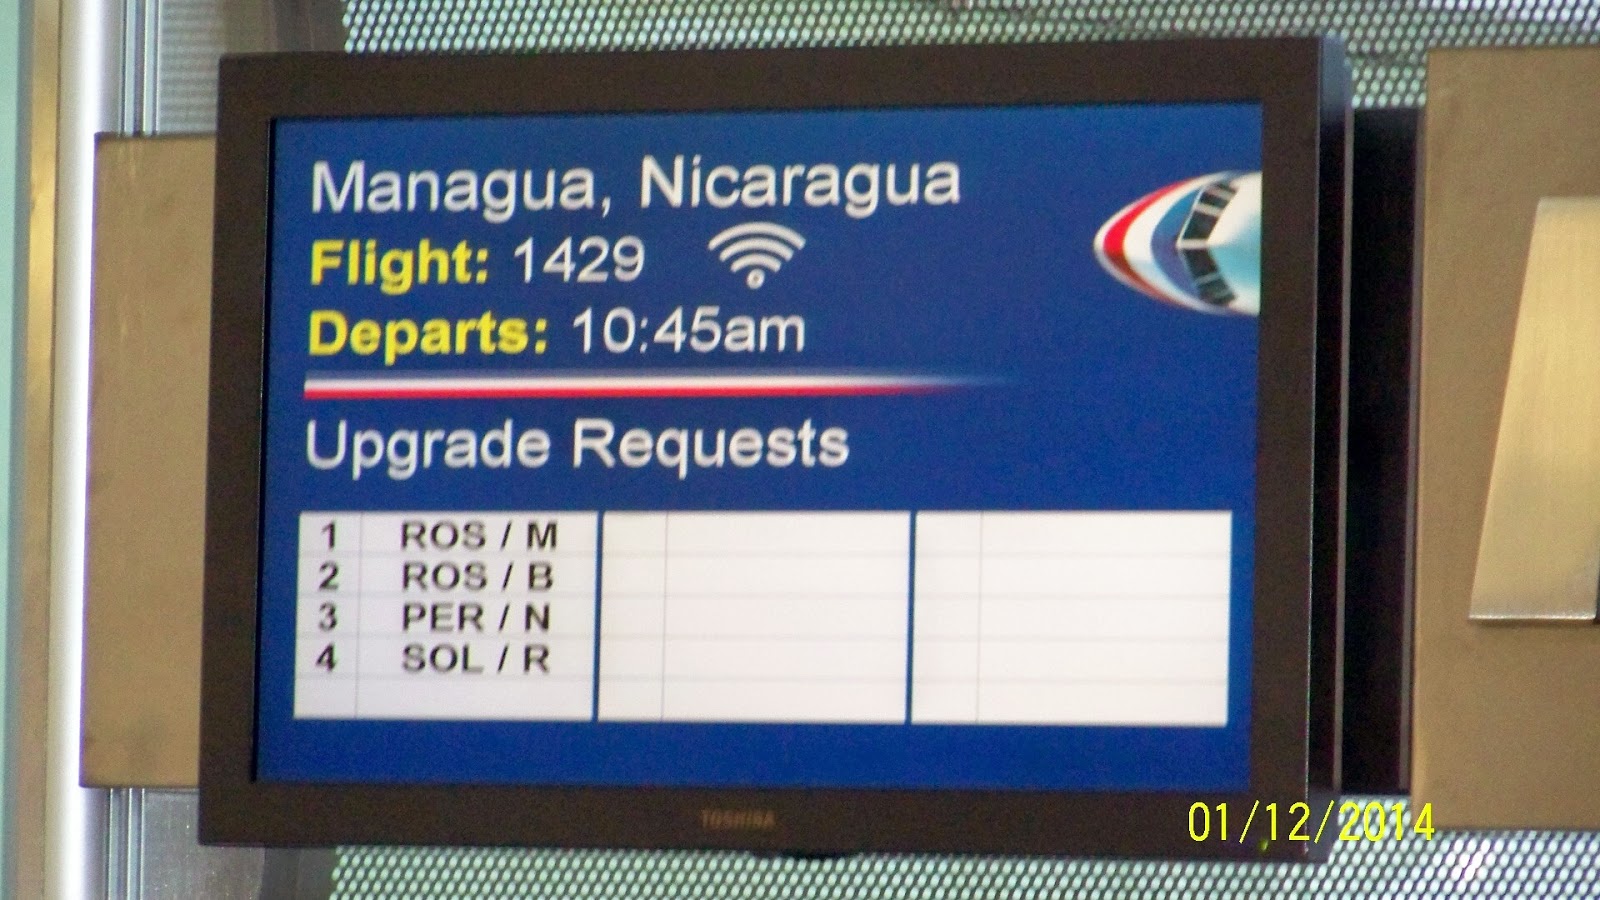 Managua, Nicaragua
Flight: 1429
Departs: 10:45am
Upgrade Requests
1 ROS / M
2 ROS / B
3 PER / N
4 SOL / R
TOSHIBA
01/12/2014